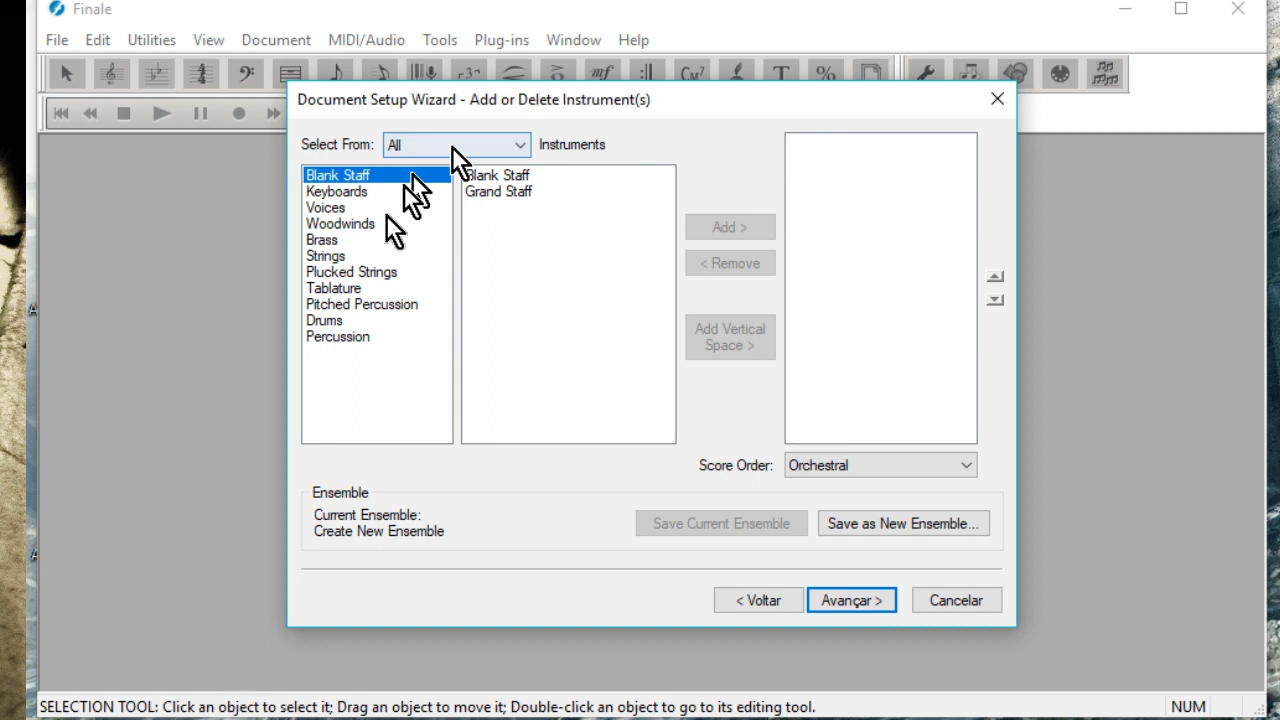 Finale
File Edit Utilities View Document MIDI/Audio Tools Plug-ins Window Help
Document Setup Wizard - Add or Delete Instrument(s)
Select From: All Instruments
Blank Staff
Keyboards
Voices
Woodwinds
Brass
Strings
Plucked Strings
Tablature
Pitched Percussion
Drums
Percussion
Blank Staff
Grand Staff
Add >
< Remove
Add Vertical
Space >
Score Order: Orchestral
Ensemble
Current Ensemble:
Create New Ensemble
Save Current Ensemble
Save as New Ensemble...
< Voltar
Avançar >
Cancelar
SELECTION TOOL: Click an object to select it; Drag an object to move it; Double-click an object to go to its editing tool.
NUM